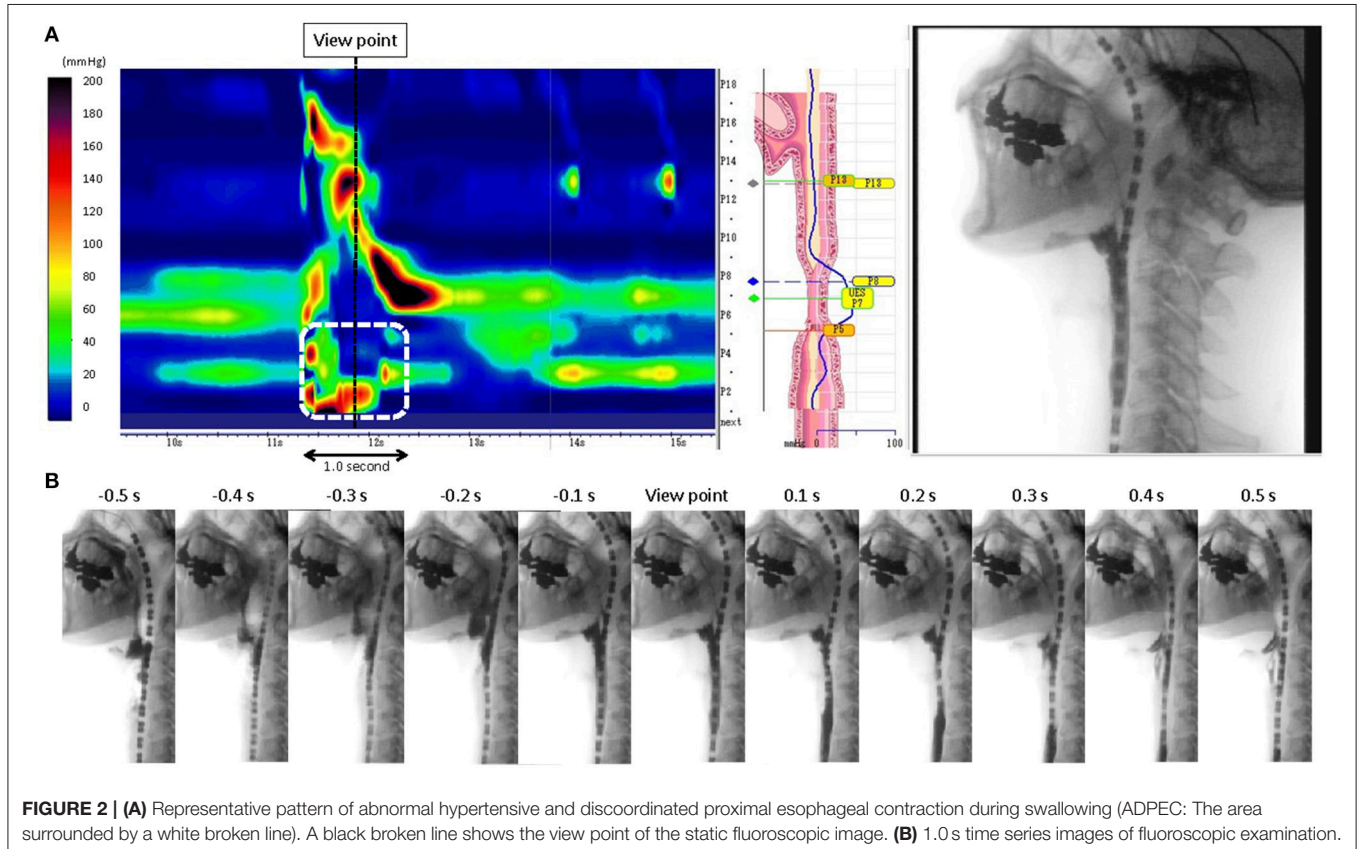 A
View point
(mmHg)
200
180
160
140
120
100
80
60
40
20
0
P18
P16
P14
P12
P10
P8
P6
P4
P2
next
10s 11s 12s 13s 14s 15s
1.0 second
P13 P13
P8
UES
P7
P5
mmHg 0 100
B
-0.5 s -0.4 s -0.3 s -0.2 s -0.1 s View point 0.1 s 0.2 s 0.3 s 0.4 s 0.5 s
FIGURE 2 | (A) Representative pattern of abnormal hypertensive and discoordinated proximal esophageal contraction during swallowing (ADPEC: The area
surrounded by a white broken line). A black broken line shows the view point of the static fluoroscopic image. (B) 1.0 s time series images of fluoroscopic examination.